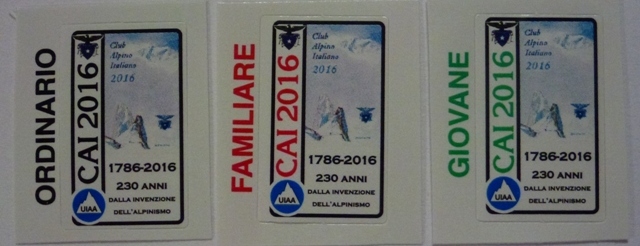 ORDINARIO
CAI 2016
Club
Alpino
Italiano
2016
1786-2016
230 ANNI
DALLA INVENZIONE
DELL'ALPINISMO
UIAA
FAMILIARE
CAI 2016
Club
Alpino
Italiano
2016
1786-2016
230 ANNI
DALLA INVENZIONE
DELL'ALPINISMO
UIAA
GIOVANE
CAI 2016
Club
Alpino
Italiano
2016
1786-2016
230 ANNI
DALLA INVENZIONE
DELL'ALPINISMO
UIAA